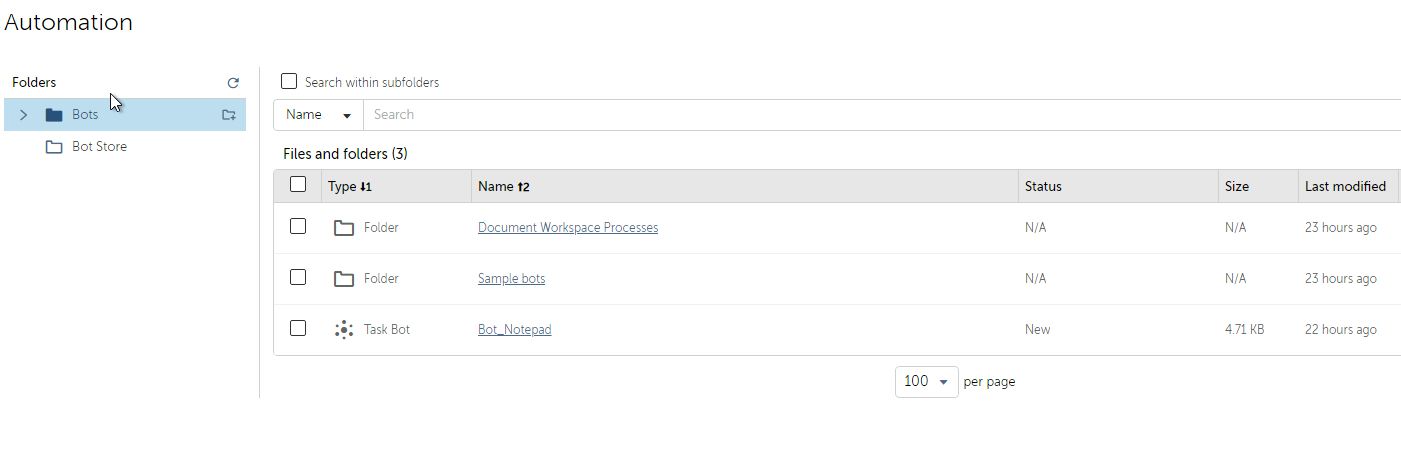 Automation
Folders
Bots
Bot Store
Search within subfolders
Name Search
Files and folders (3)
Type 1 Name 2 Status Size Last modified
Folder Document Workspace Processes N/A N/A 23 hours ago
Folder Sample bots N/A N/A 23 hours ago
Task Bot Bot_Notepad New 4.71 KB 22 hours ago
100 per page